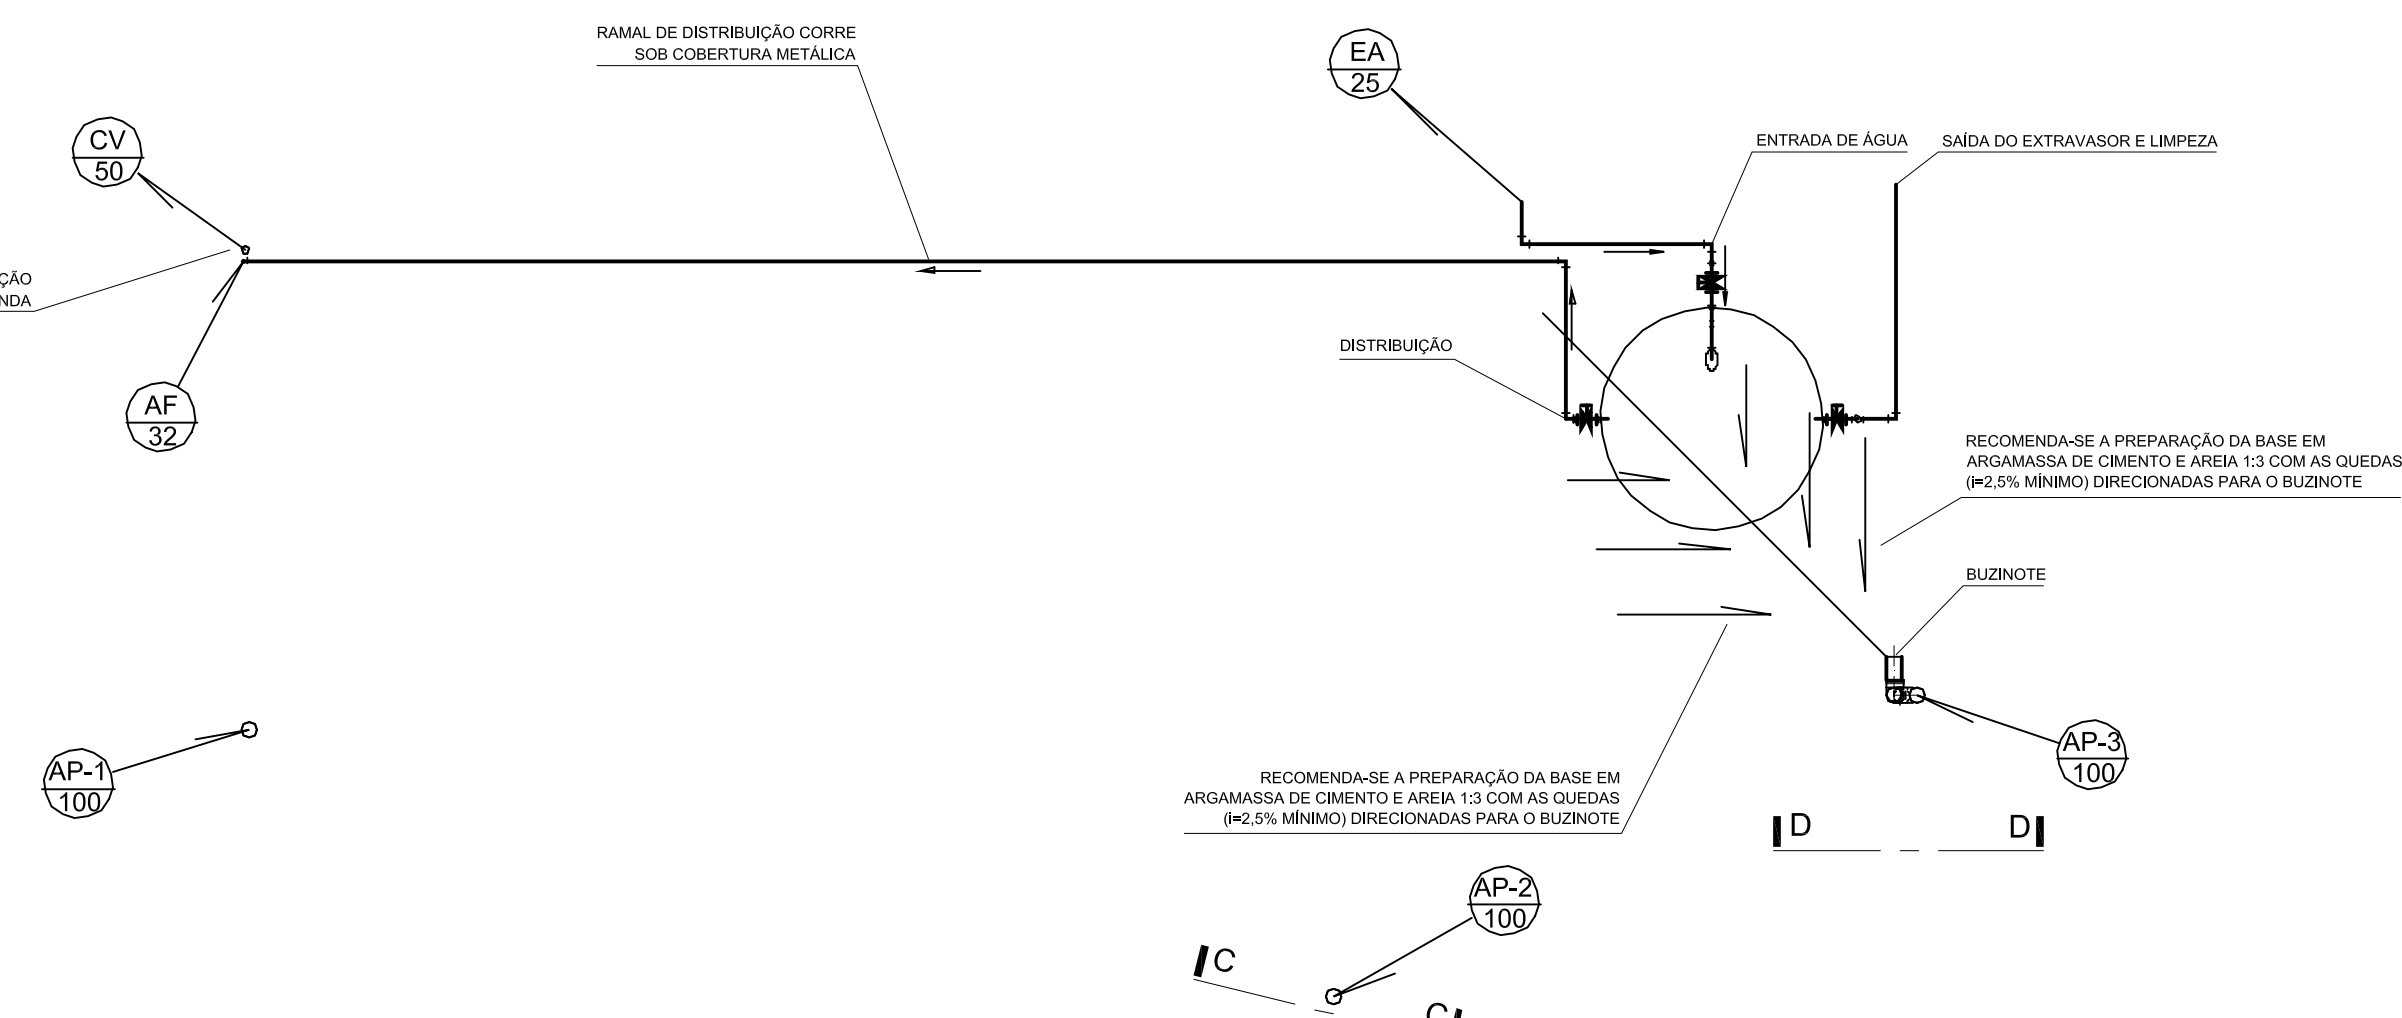 RAMAL DE DISTRIBUIÇÃO CORRE
SOB COBERTURA METÁLICA
EA
25
CV
50
ENTRADA DE ÁGUA
SAÍDA DO EXTRAVASOR E LIMPEZA
DISTRIBUIÇÃO
AF
32
RECOMENDA-SE A PREPARAÇÃO DA BASE EM
ARGAMASSA DE CIMENTO E AREIA 1:3 COM AS QUEDAS
(i=2,5% MÍNIMO) DIRECIONADAS PARA O BUZINOTE
BUZINOTE
AP-1
100
AP-3
100
RECOMENDA-SE A PREPARAÇÃO DA BASE EM
ARGAMASSA DE CIMENTO E AREIA 1:3 COM AS QUEDAS
(i=2,5% MÍNIMO) DIRECIONADAS PARA O BUZINOTE
D
D
AP-2
100
C
C